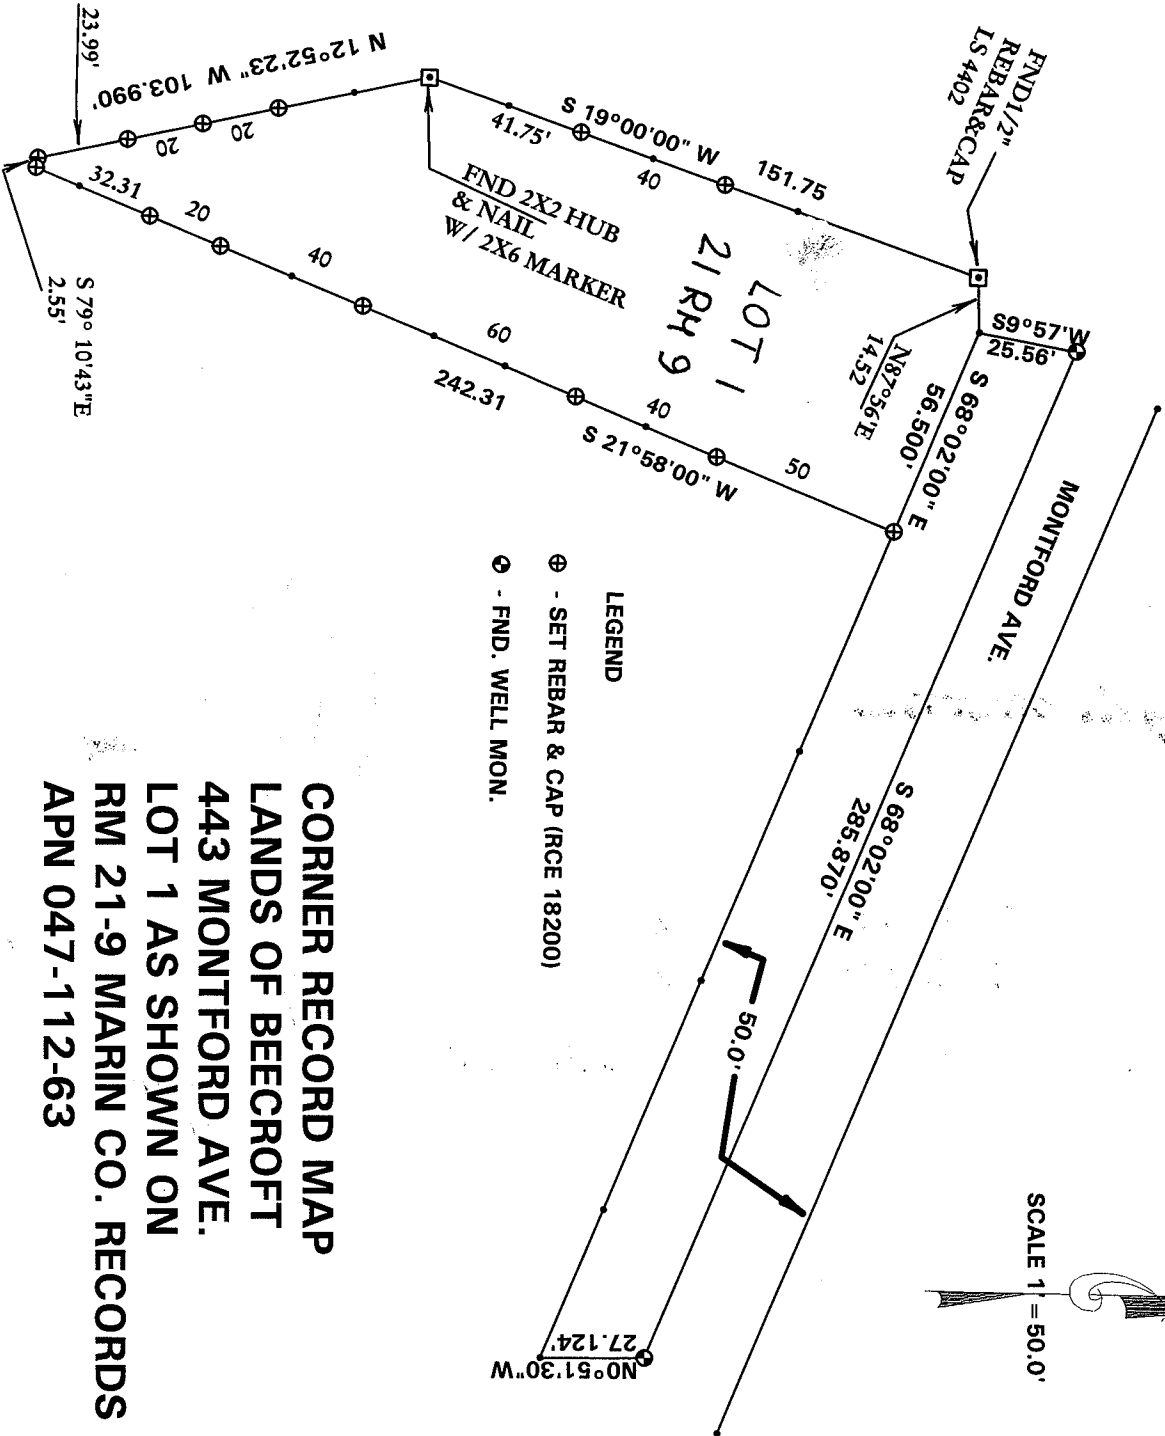 FND1/2"
REBAR&CAP
LS 4402
S9°57'W
25.56'
N87°56'E
14.52
S 68°02'00" E
56.500'
MONTFORD AVE.
S 68°02'00" E
285.870'
50.0'
N0°51'30"W
27.124'
SCALE 1' = 50.0'
151.75
S 19°00'00" W
40
41.75'
LOT 1
21 RM 9
FND 2X2 HUB
& NAIL
W/ 2X6 MARKER
N 12°52'23" W 103.990'
20
20
23.99'
S 79° 10'43"E
2.55'
32.31
20
40
60
242.31
40
S 21°58'00" W
50
LEGEND
- SET REBAR & CAP (RCE 18200)
- FND. WELL MON.
CORNER RECORD MAP
LANDS OF BEECROFT
443 MONTFORD AVE.
LOT 1 AS SHOWN ON
RM 21-9 MARIN CO. RECORDS
APN 047-112-63